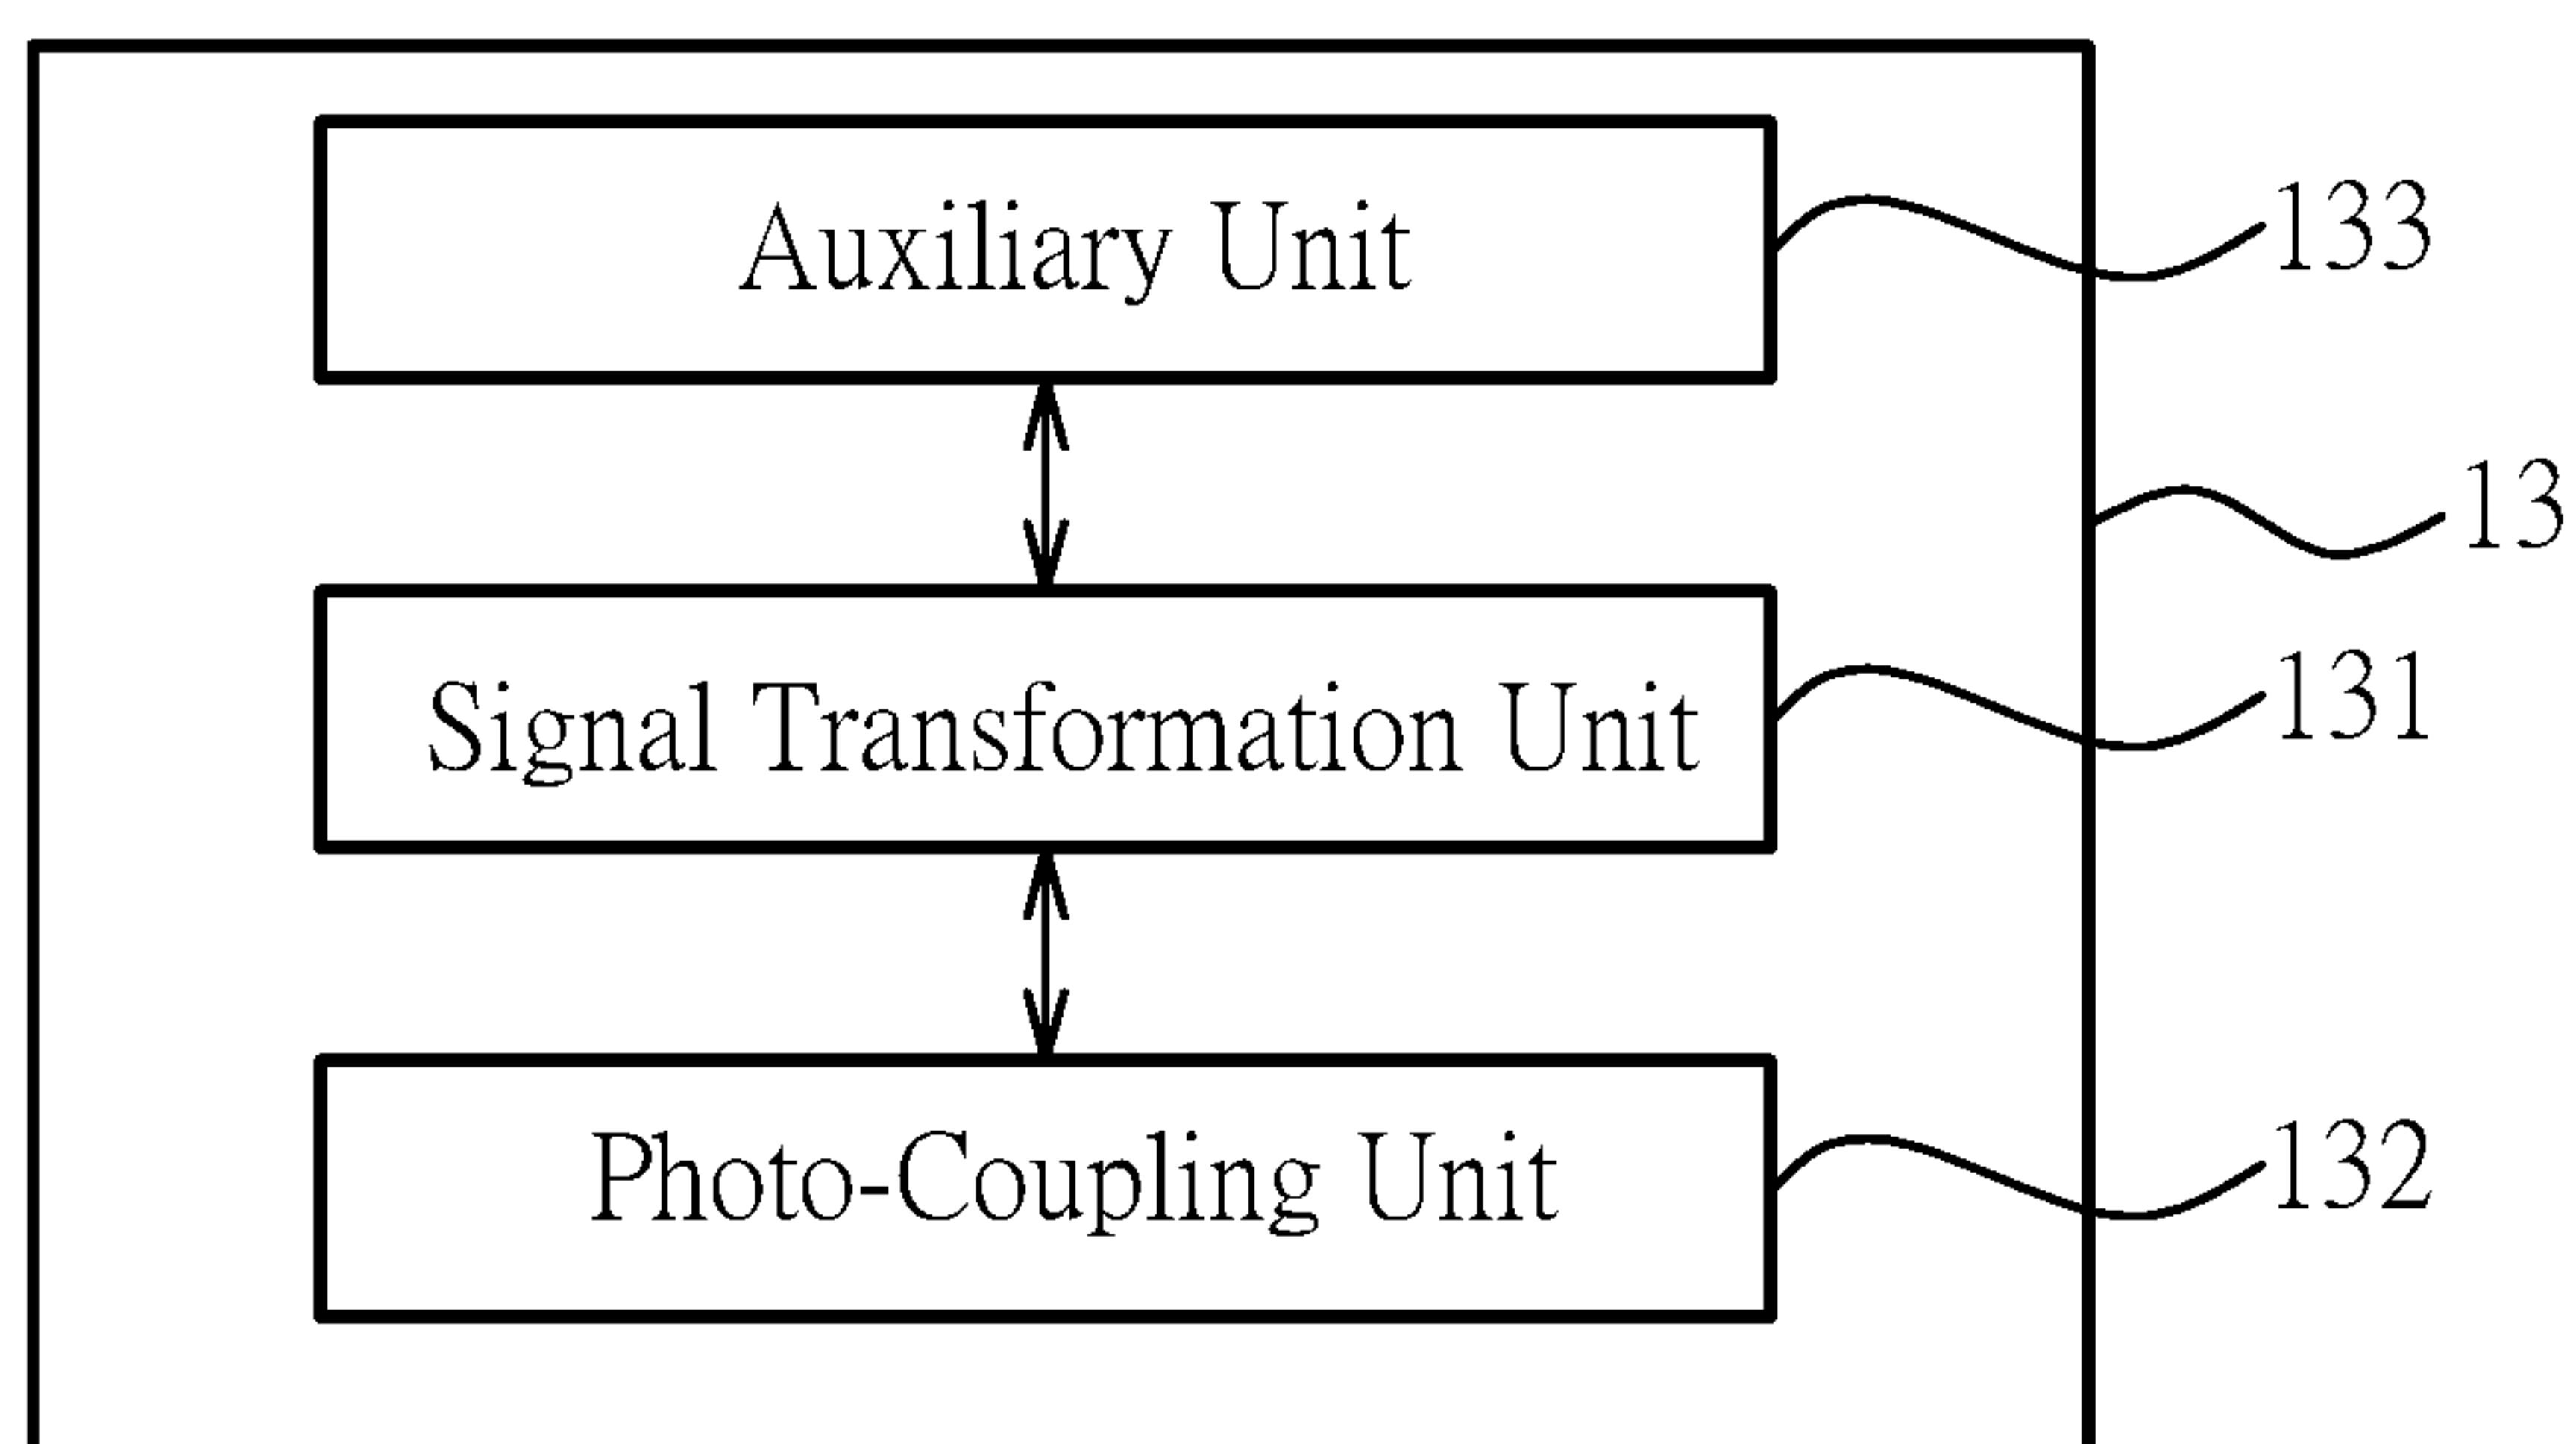 Auxiliary Unit
133
13
Signal Transformation Unit
131
Photo-Coupling Unit
132